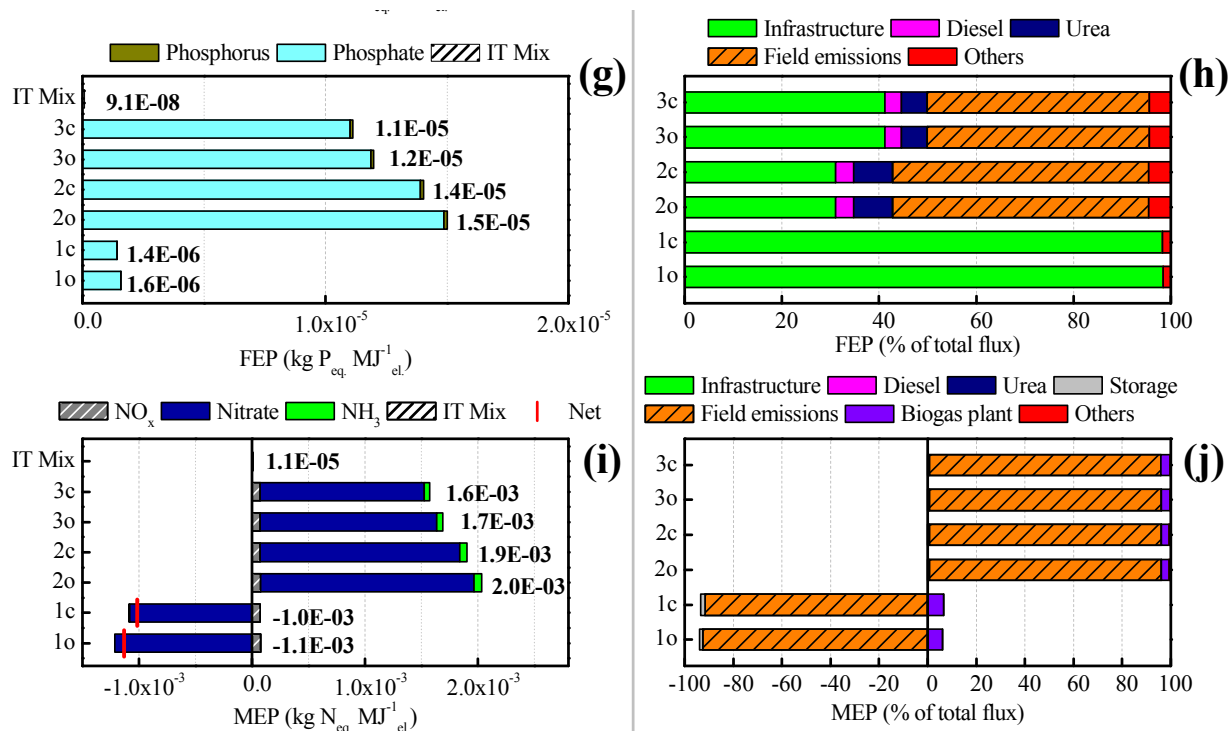 Phosphorus Phosphate IT Mix
(g)
IT Mix 9.1E-08
3c 1.1E-05
3o 1.2E-05
2c 1.4E-05
2o 1.5E-05
1c 1.4E-06
1o 1.6E-06
0.0 1.0x10⁻⁵ 2.0x10⁻⁵
FEP (kg P_eq. MJ⁻¹_el.)
Infrastructure Diesel Urea
Field emissions Others
(h)
3c
3o
2c
2o
1c
1o
0 20 40 60 80 100
FEP (% of total flux)
NOₓ Nitrate NH₃ IT Mix Net
(i)
IT Mix 1.1E-05
3c 1.6E-03
3o 1.7E-03
2c 1.9E-03
2o 2.0E-03
1c -1.0E-03
1o -1.1E-03
-1.0x10⁻³ 0.0 1.0x10⁻³ 2.0x10⁻³
MEP (kg N_eq. MJ⁻¹_el.)
Infrastructure Diesel Urea Storage
Field emissions Biogas plant Others
(j)
3c
3o
2c
2o
1c
1o
-100 -80 -60 -40 -20 0 20 40 60 80 100
MEP (% of total flux)